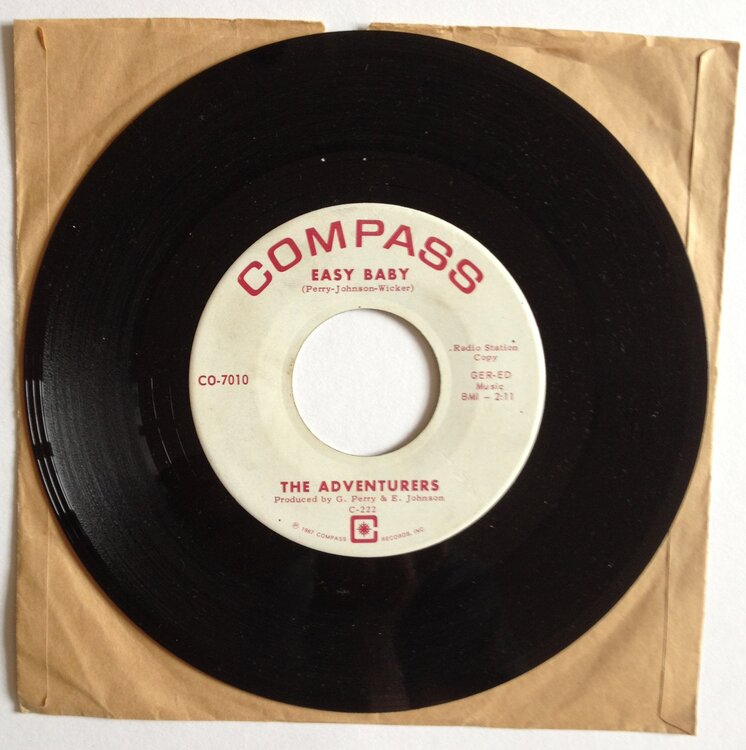 COMPASS
EASY BABY
(Perry-Johnson-Wicker)
.Radio Station
Copy
CO-7010
GER-ED
Music
BMI - 2:11
THE ADVENTURERS
Produced by G. Perry & E. Johnson
C-222
℗ 1967 COMPASS RECORDS, INC.